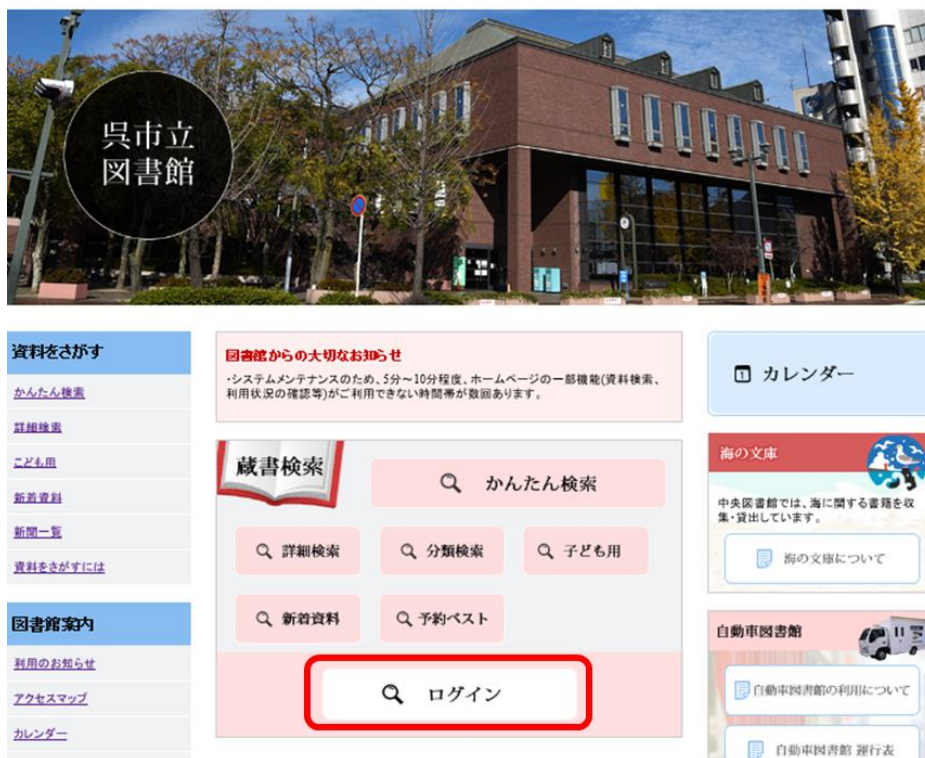 呉市立
図書館
資料をさがす
かんたん検索
詳細検索
こども用
新着資料
新聞一覧
資料をさがすには
図書館案内
利用のお知らせ
アクセスマップ
カレンダー
図書館からの大切なお知らせ
・システムメンテナンスのため、5分～10分程度、ホームページの一部機能(資料検索、
利用状況の確認等)がご利用できない時間帯が数回あります。
蔵書検索
かんたん検索
詳細検索
分類検索
子ども用
新着資料
予約ベスト
ログイン
カレンダー
海の文庫
中央図書館では、海に関する書籍を収
集・貸出しています。
海の文庫について
自動車図書館
自動車図書館の利用について
自動車図書館 運行表